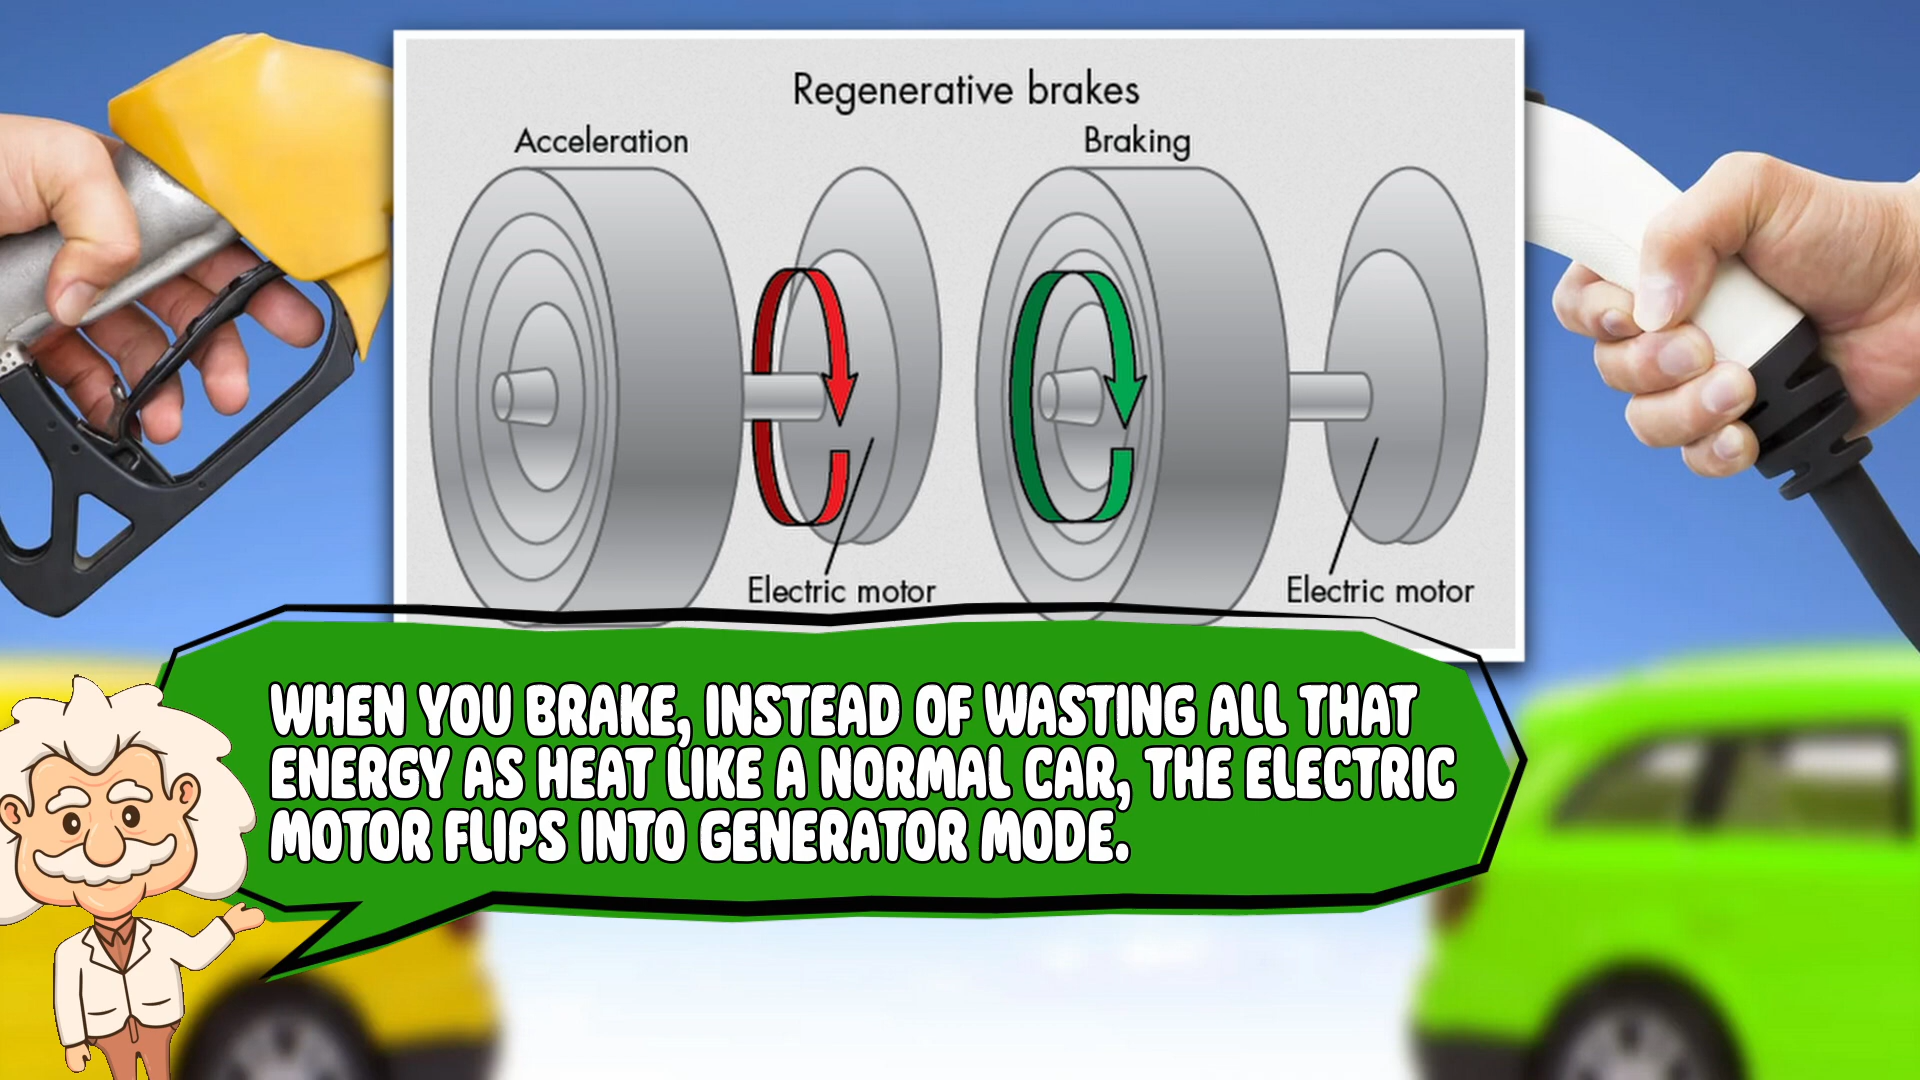 Regenerative brakes
Acceleration
Braking
Electric motor
Electric motor
WHEN YOU BRAKE, INSTEAD OF WASTING ALL THAT
ENERGY AS HEAT LIKE A NORMAL CAR, THE ELECTRIC
MOTOR FLIPS INTO GENERATOR MODE.